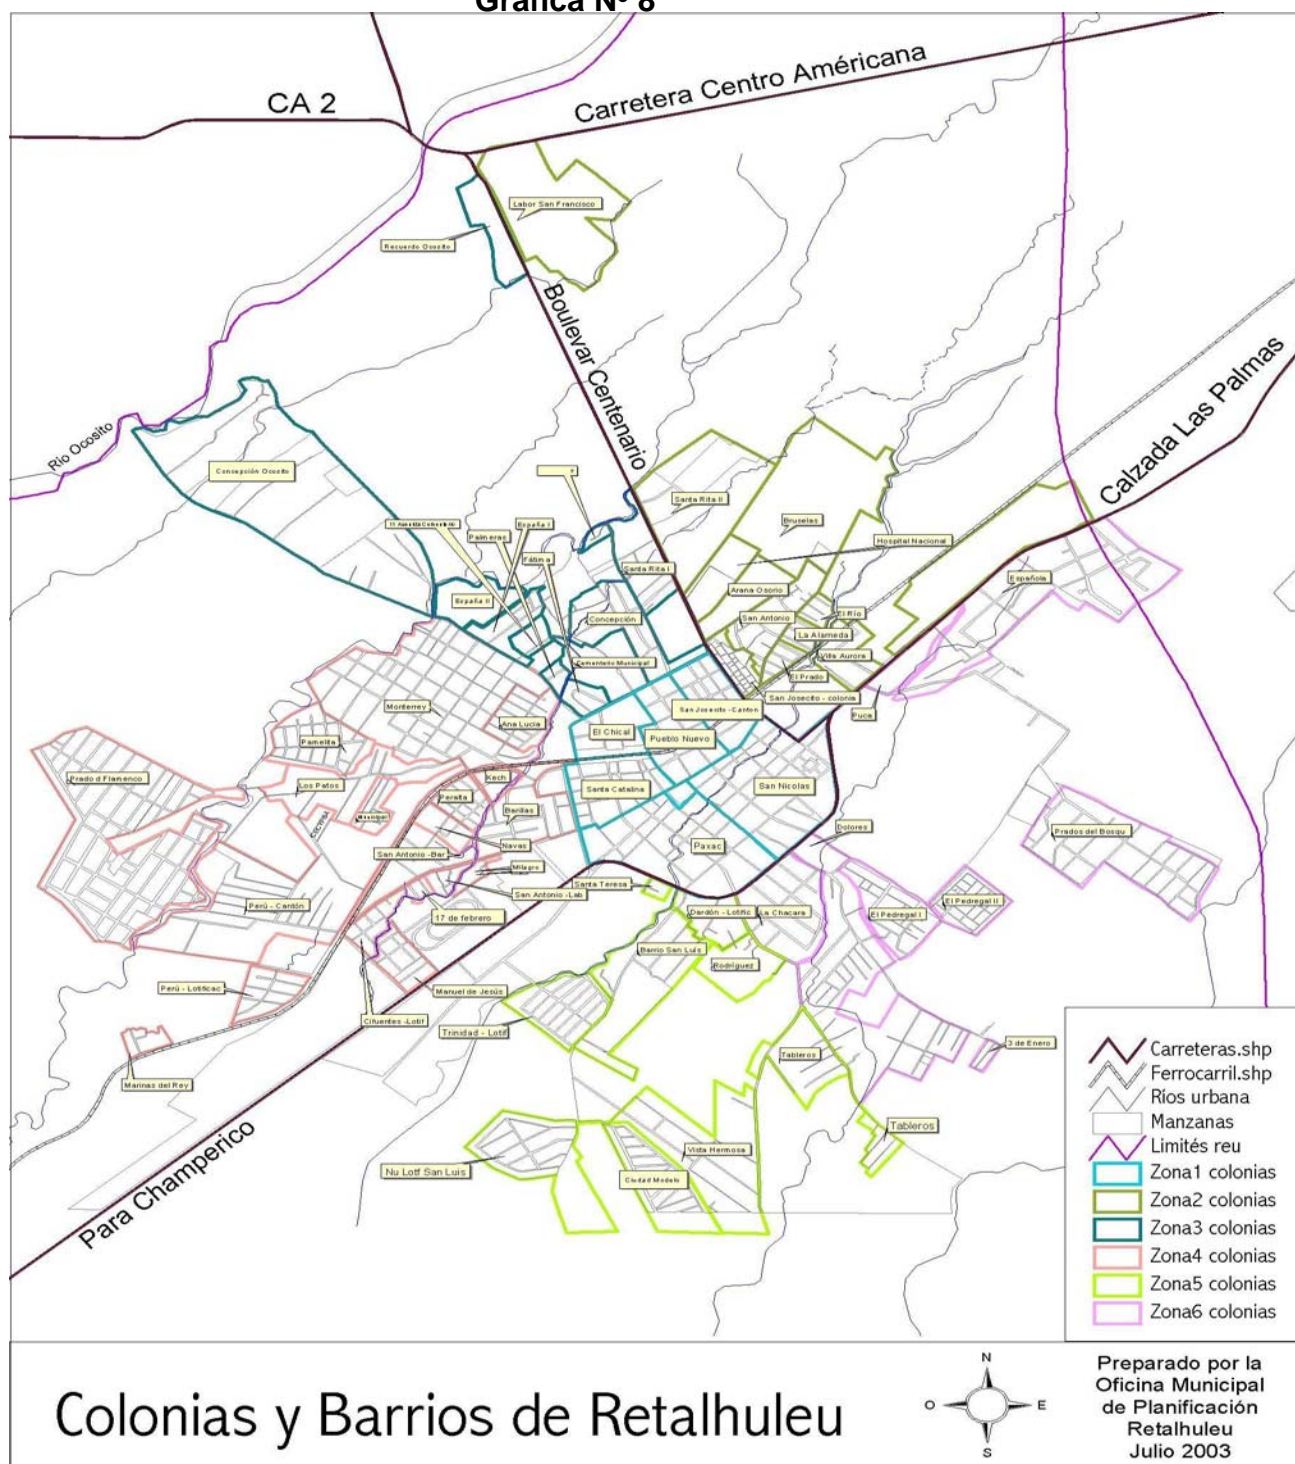 Gráfica Nº 8
CA 2
Carretera Centro Américana
Labor San Francisco
Recuerdo Ocosito
Boulevar Centenario
Calzada Las Palmas
Río Ocosito
Concepción Ocosito
Santa Rita II
España I
Palmeras
Bruselas
Hospital Nacional
Fátima
Santa Rita I
Española
Arana Osorio
España II
El Río
Concepción
San Antonio
La Alameda
Villa Aurora
Cementerio Municipal
El Prado
San Josecito - colonia
Monterrey
San Josecito - Canton
Puca
Ana Lucía
El Chical
Pueblo Nuevo
Pamelita
Prado d Flamenco
Kech
Los Patos
Santa Catalina
San Nicolas
Peralta
Barillas
Municipal
Dolores
Prados del Bosqu
Navas
Paxac
San Antonio -Bar
Milagro
Santa Teresa
San Antonio -Lab
El Pedregal II
Perú - Cantón
17 de febrero
Dardón - Lotific
La Chacara
El Pedregal I
Barrio San Luis
Rodríguez
Perú - Lotificac
Manuel de Jesús
Cifuentes -Lotif
Trinidad - Lotif
3 de Enero
Tableros
Marinas del Rey
Tableros
Para Champerico
Vista Hermosa
Nu Lotf San Luis
Ciudad Modelo
Carreteras.shp
Ferrocarril.shp
Ríos urbana
Manzanas
Limités reu
Zona1 colonias
Zona2 colonias
Zona3 colonias
Zona4 colonias
Zona5 colonias
Zona6 colonias
Colonias y Barrios de Retalhuleu
N
O
E
S
Preparado por la
Oficina Municipal
de Planificación
Retalhuleu
Julio 2003